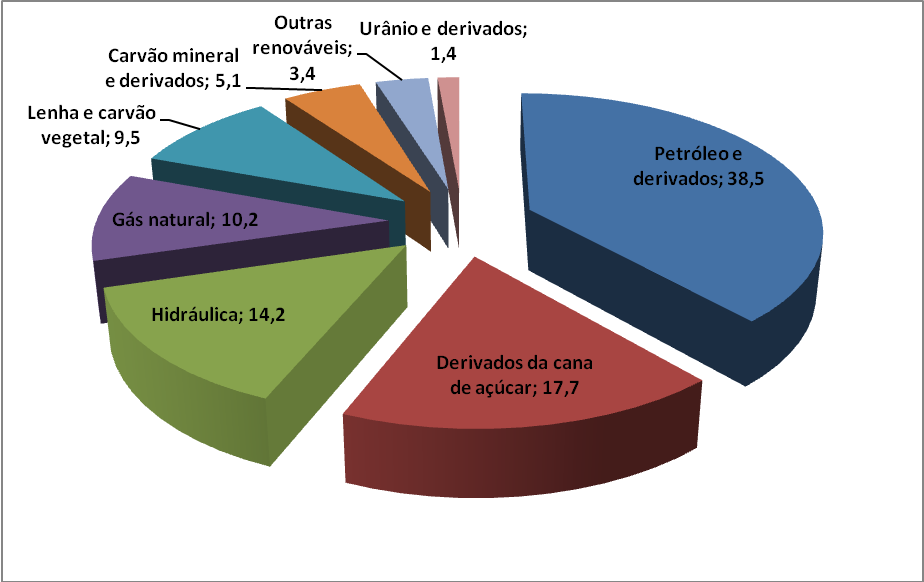 Outras
renováveis;
3,4
Urânio e derivados;
1,4
Carvão mineral
e derivados; 5,1
Lenha e carvão
vegetal; 9,5
Petróleo e
derivados; 38,5
Gás natural; 10,2
Hidráulica; 14,2
Derivados da cana
de açúcar; 17,7